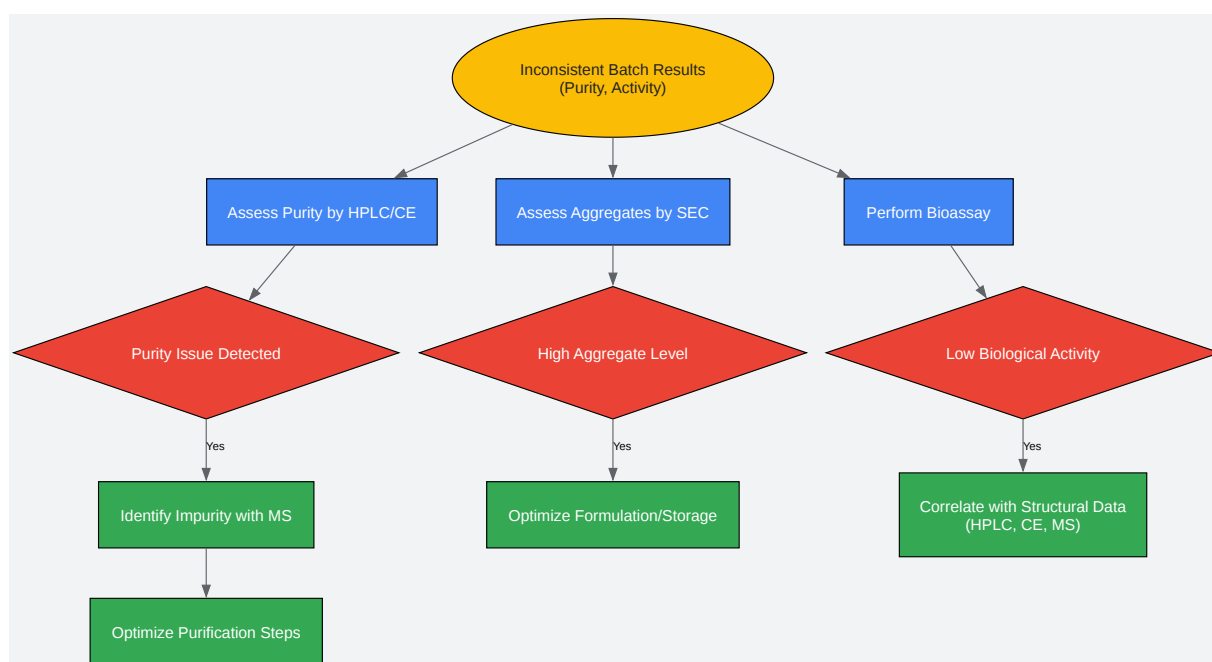 Inconsistent Batch Results
(Purity, Activity)
Assess Purity by HPLC/CE
Assess Aggregates by SEC
Perform Bioassay
Purity Issue Detected
High Aggregate Level
Low Biological Activity
Yes
Yes
Yes
Identify Impurity with MS
Optimize Formulation/Storage
Correlate with Structural Data
(HPLC, CE, MS)
Optimize Purification Steps